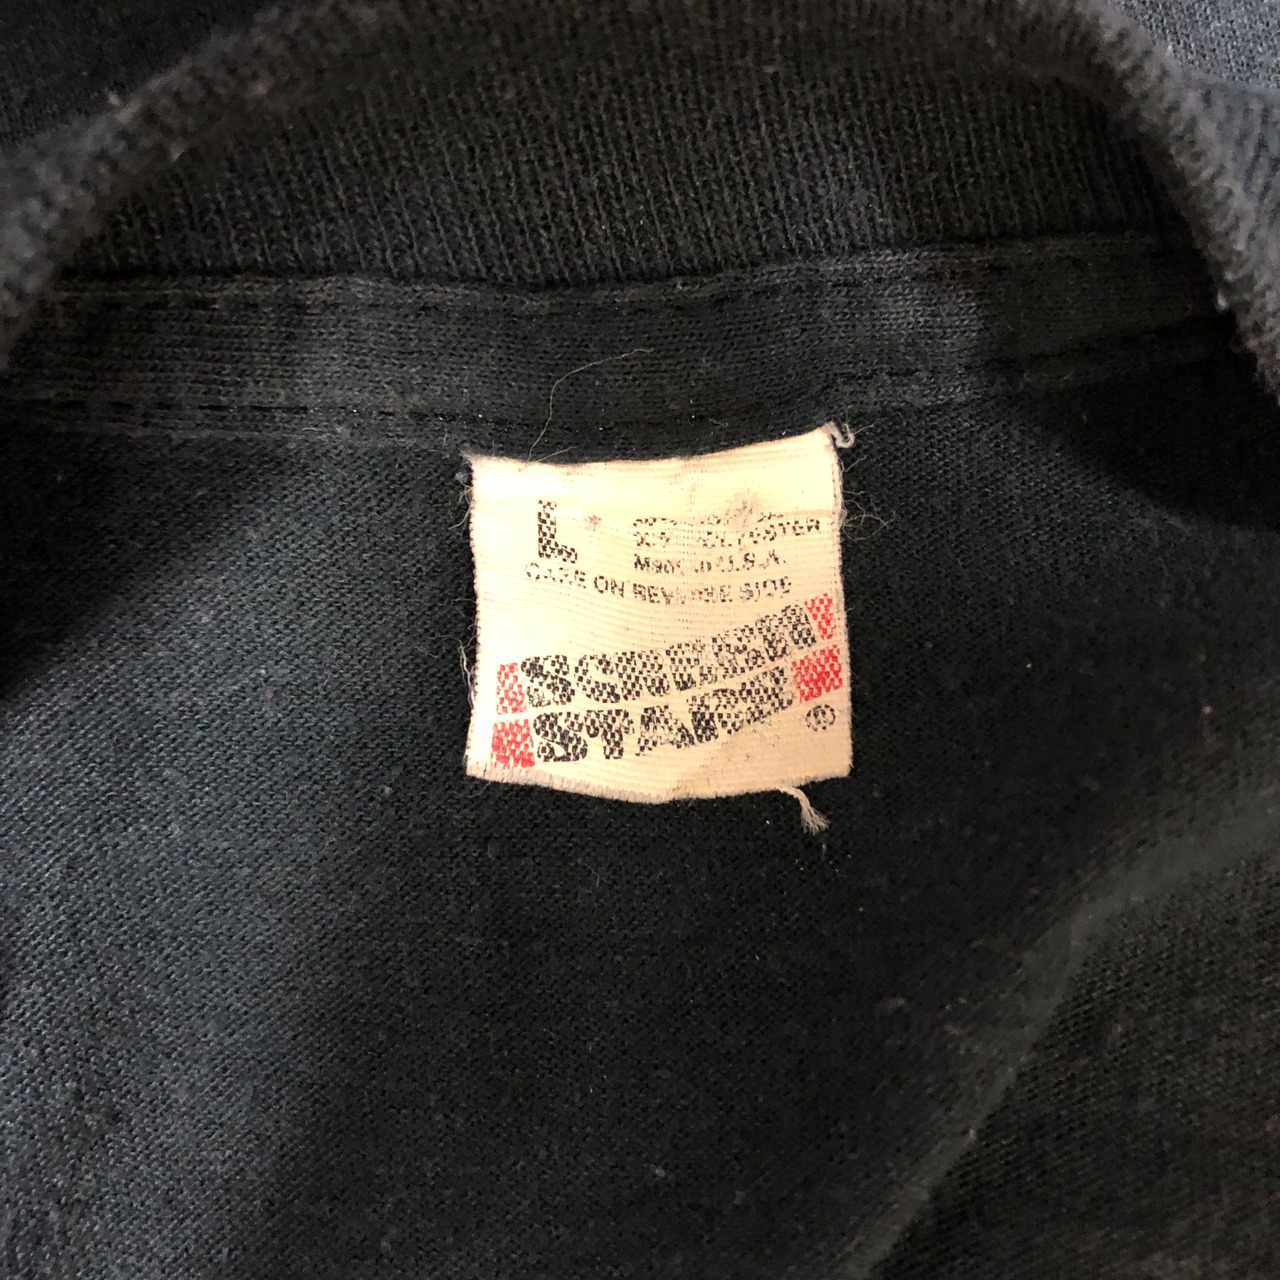 L
50% POLYESTER
MADE IN U.S.A.
CARE ON REVERSE SIDE
SCREEN
STARS ®